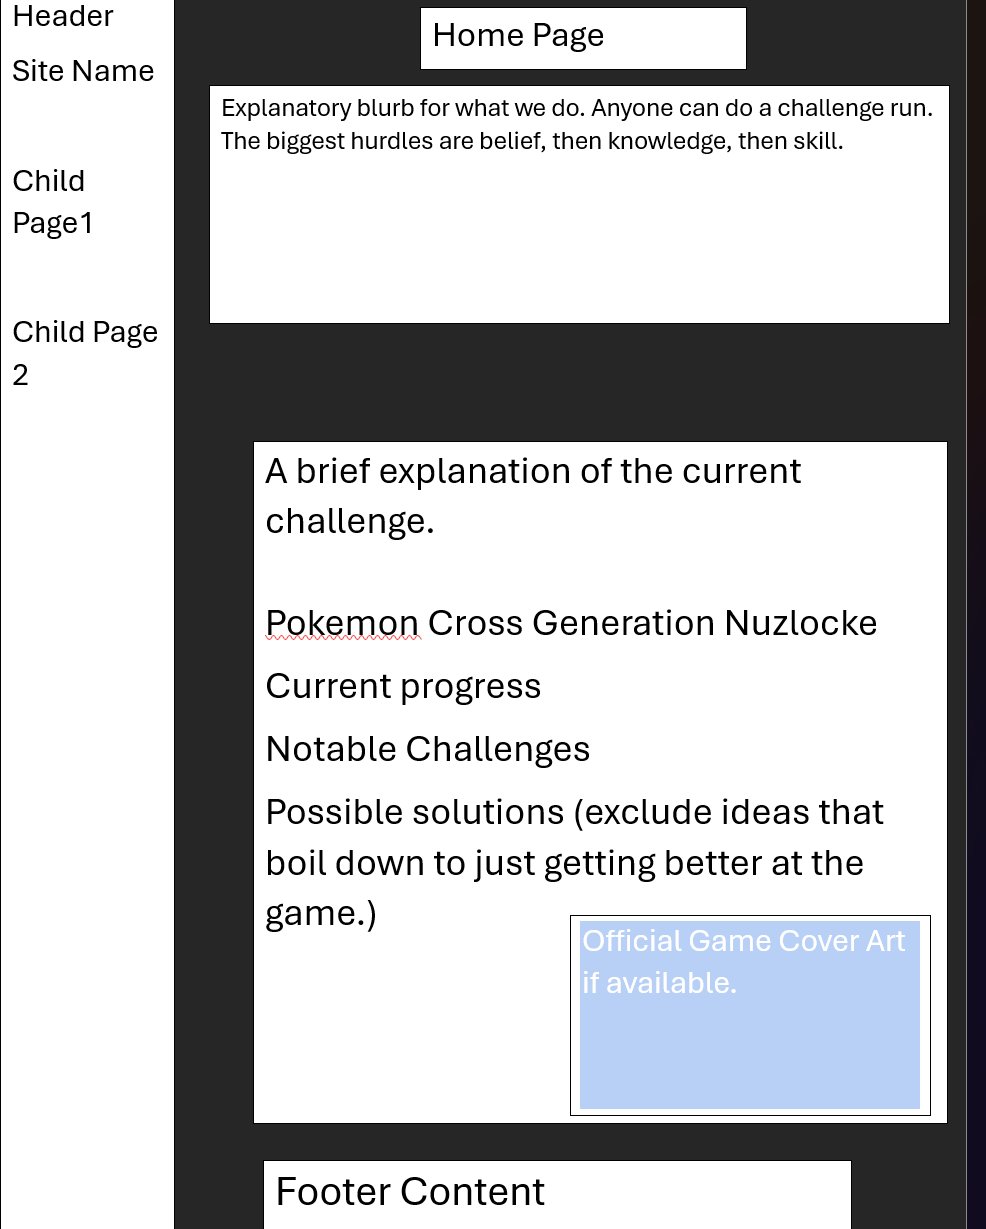 Header
Site Name
Child
Page1
Child Page
2
Home Page
Explanatory blurb for what we do. Anyone can do a challenge run.
The biggest hurdles are belief, then knowledge, then skill.
A brief explanation of the current
challenge.
Pokemon Cross Generation Nuzlocke
Current progress
Notable Challenges
Possible solutions (exclude ideas that
boil down to just getting better at the
game.)
Official Game Cover Art
if available.
Footer Content